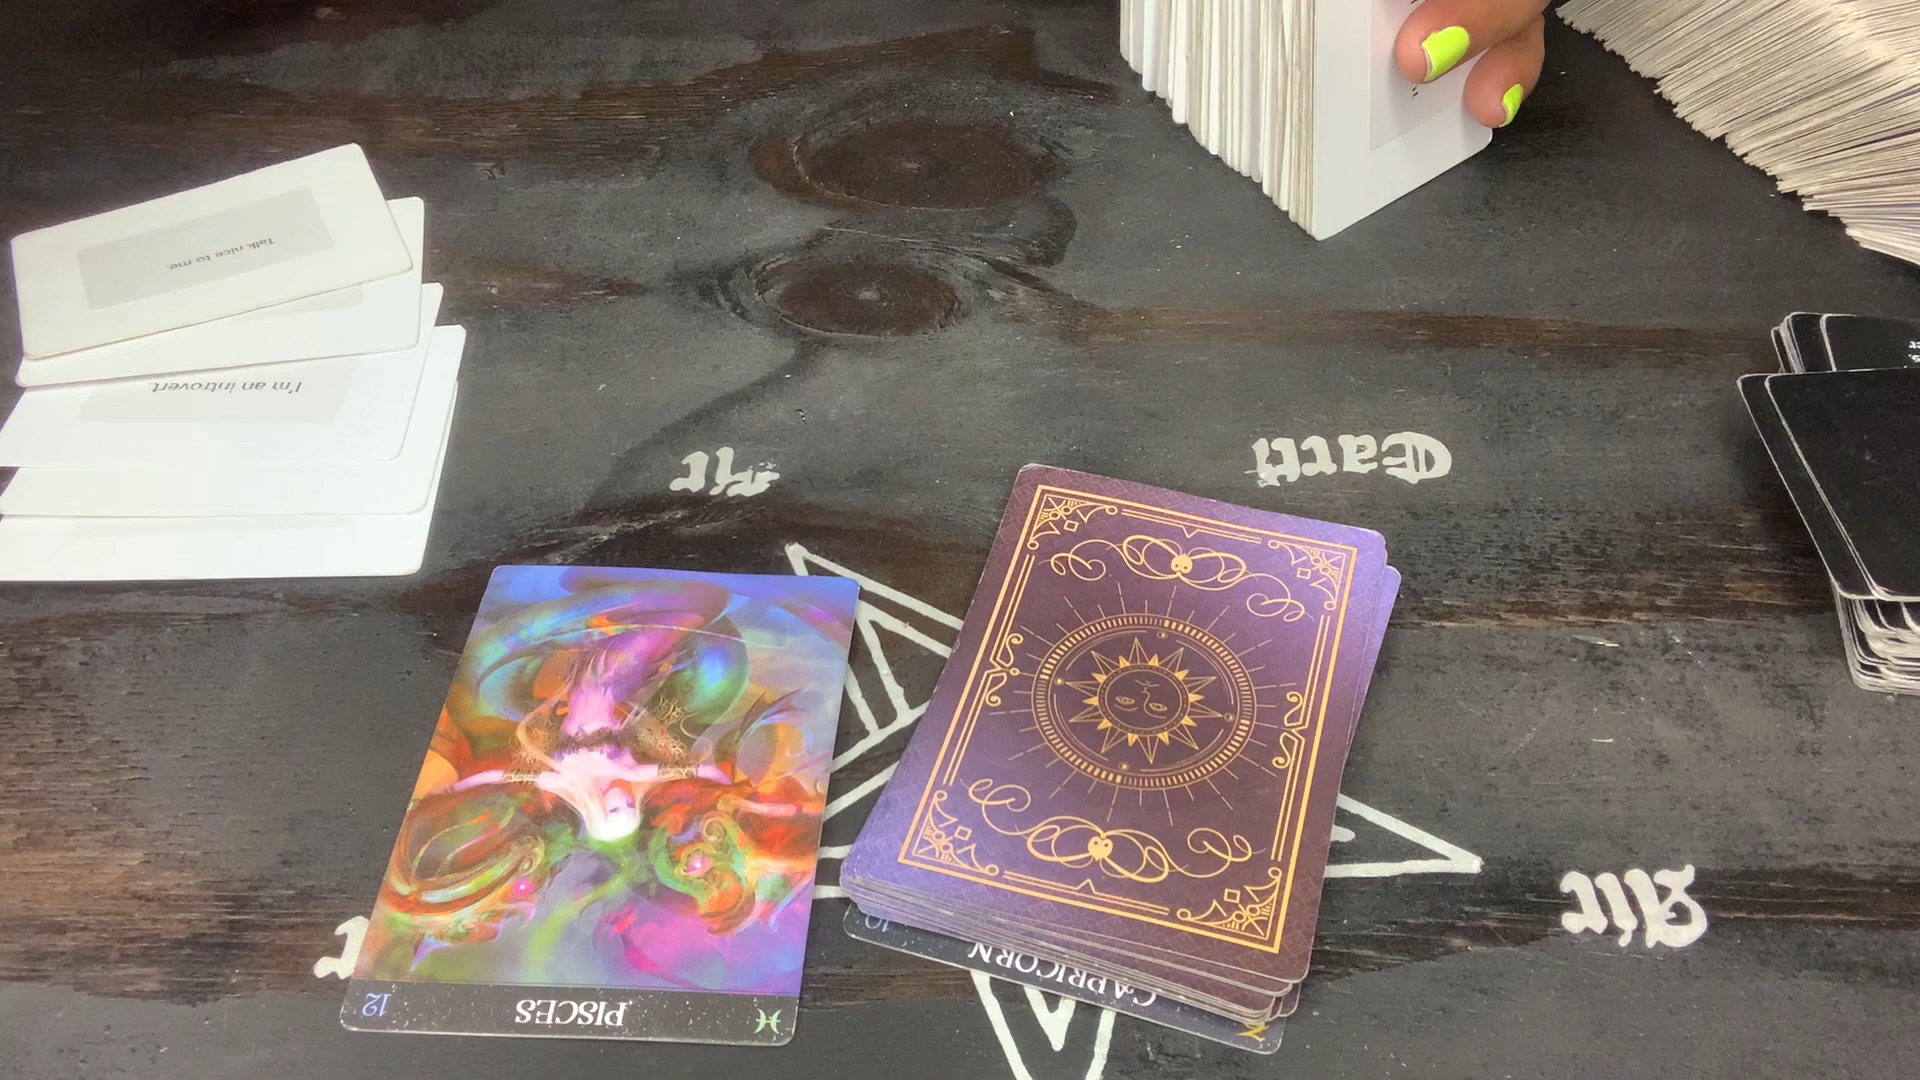 Talk nice to me.
I'm an introvert.
Air
Earth
Air
PISCES
12
CAPRICORN
10